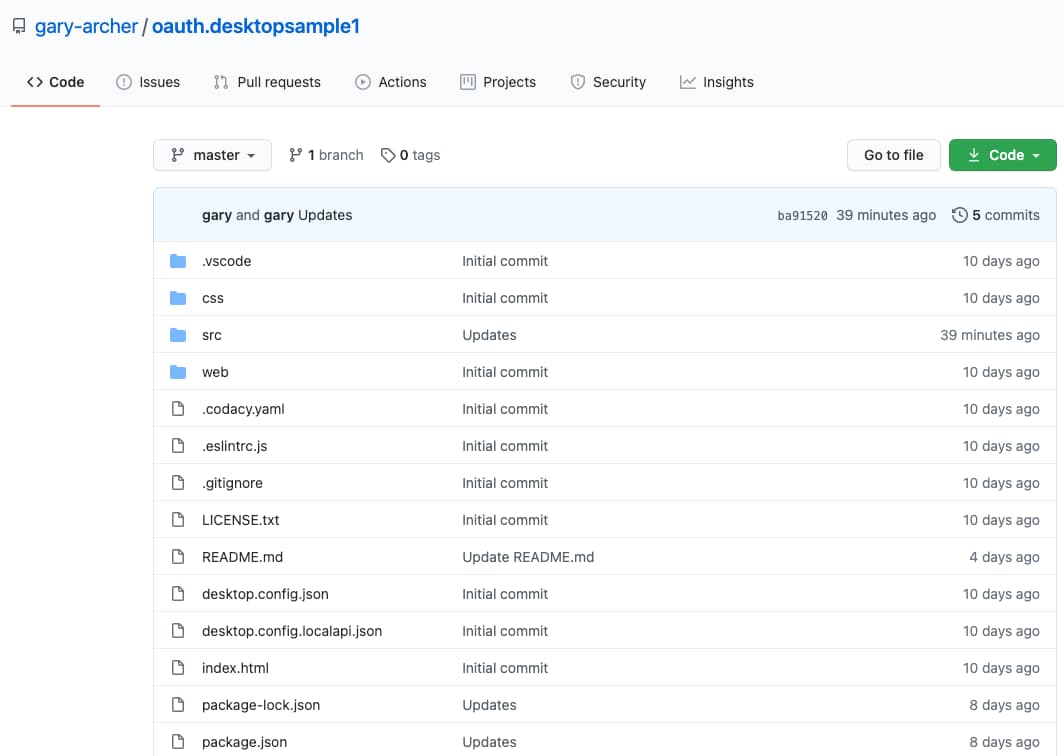 gary-archer / oauth.desktopsample1
Code Issues Pull requests Actions Projects Security Insights
master 1 branch 0 tags Go to file Code
gary and gary Updates ba91520 39 minutes ago 5 commits
.vscode Initial commit 10 days ago
css Initial commit 10 days ago
src Updates 39 minutes ago
web Initial commit 10 days ago
.codacy.yaml Initial commit 10 days ago
.eslintrc.js Initial commit 10 days ago
.gitignore Initial commit 10 days ago
LICENSE.txt Initial commit 10 days ago
README.md Update README.md 4 days ago
desktop.config.json Initial commit 10 days ago
desktop.config.localapi.json Initial commit 10 days ago
index.html Initial commit 10 days ago
package-lock.json Updates 8 days ago
package.json Updates 8 days ago